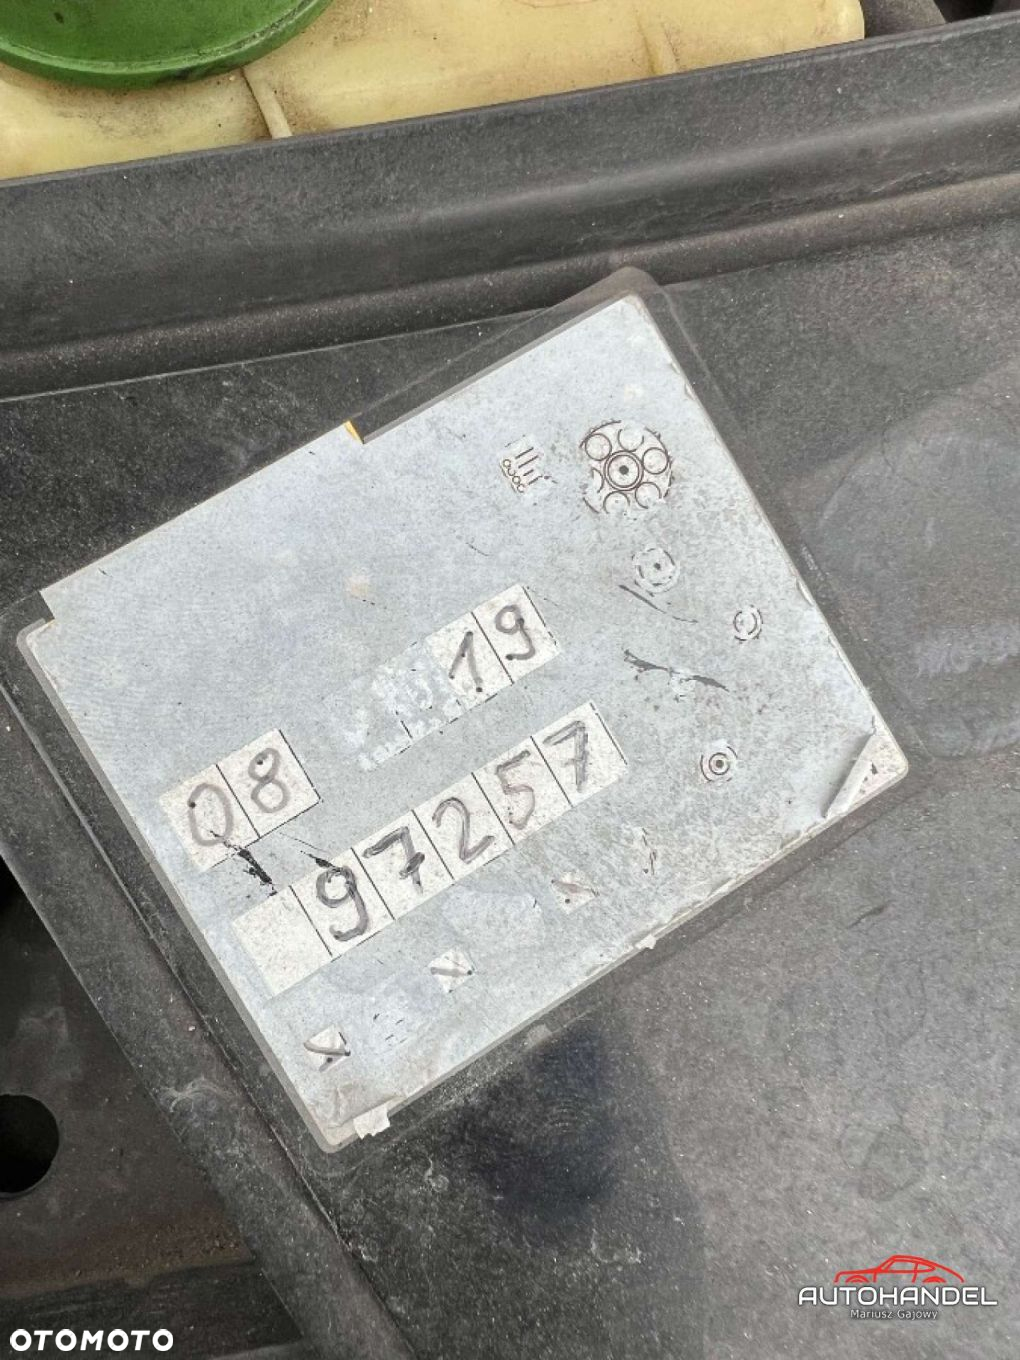 19
08
97257
AUTOHANDEL
Mariusz Gajowy
OTOMOTO